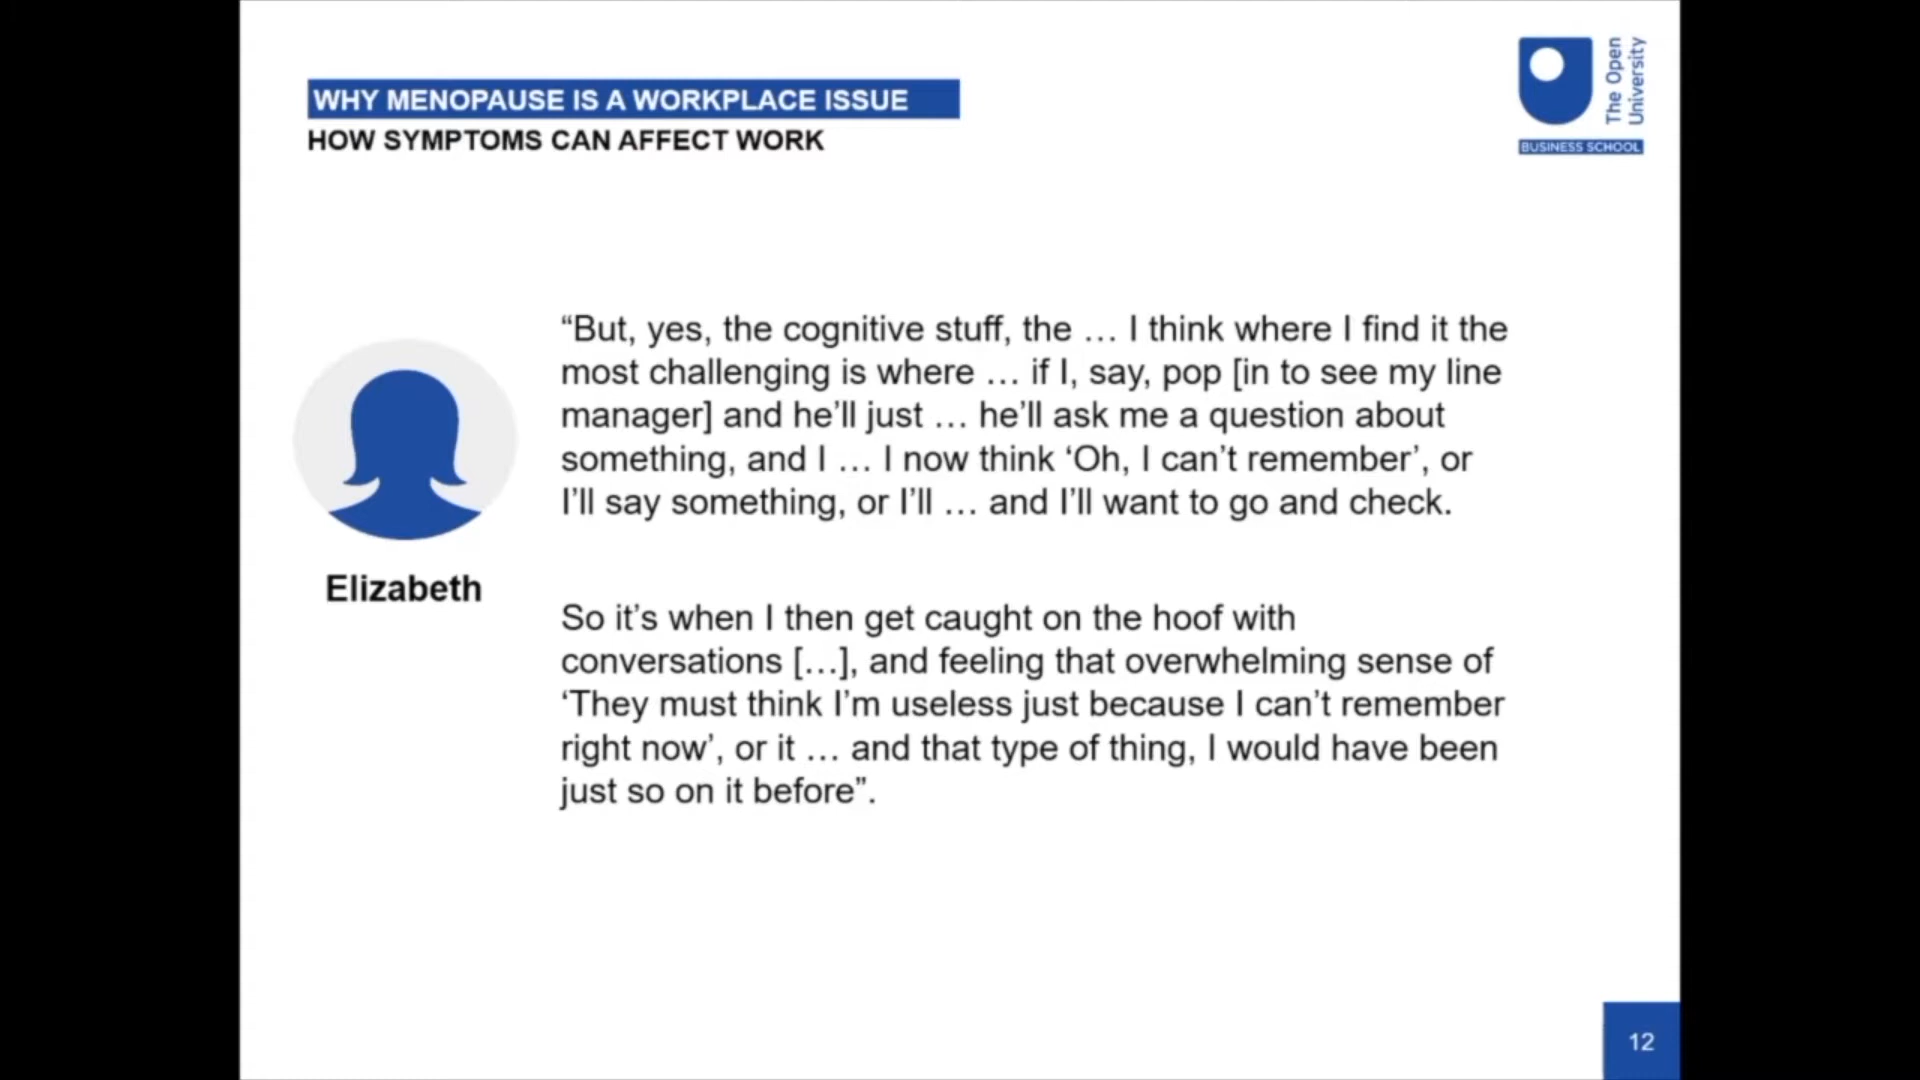 WHY MENOPAUSE IS A WORKPLACE ISSUE
HOW SYMPTOMS CAN AFFECT WORK
The Open
University
BUSINESS SCHOOL
“But, yes, the cognitive stuff, the … I think where I find it the
most challenging is where … if I, say, pop [in to see my line
manager] and he’ll just … he’ll ask me a question about
something, and I … I now think ‘Oh, I can’t remember’, or
I’ll say something, or I’ll … and I’ll want to go and check.
Elizabeth
So it’s when I then get caught on the hoof with
conversations […], and feeling that overwhelming sense of
‘They must think I’m useless just because I can’t remember
right now’, or it … and that type of thing, I would have been
just so on it before”.
12